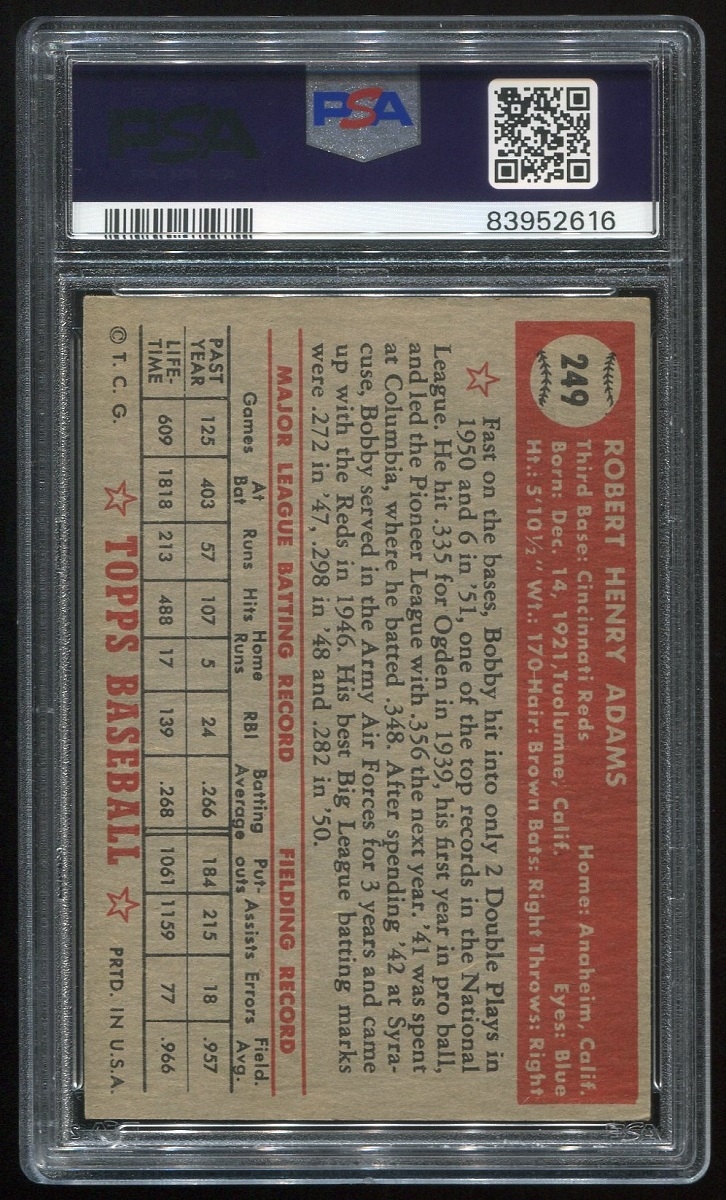 PSA
PSA
83952616
249
ROBERT HENRY ADAMS
Third Base: Cincinnati Reds Home: Anaheim, Calif.
Born: Dec. 14, 1921, Tuolumne, Calif. Eyes: Blue
Ht.: 5'10½" Wt.: 170-Hair: Brown Bats: Right Throws: Right
Fast on the bases, Bobby hit into only 2 Double Plays in
1950 and 6 in '51, one of the top records in the National
League. He hit .335 for Ogden in 1939, his first year in pro ball,
and led the Pioneer League with .356 the next year. '41 was spent
at Columbia, where he batted .348. After spending '42 at Syra-
cuse, Bobby served in the Army Air Forces for 3 years and came
up with the Reds in 1946. His best Big League batting marks
were .272 in '47, .298 in '48 and .282 in '50.
MAJOR LEAGUE BATTING RECORD FIELDING RECORD
Games At Bat Runs Hits Home Runs RBI Batting Average Put-outs Assists Errors Field. Avg.
PAST YEAR 125 403 57 107 5 24 .266 184 215 18 .957
LIFE-TIME 609 1818 213 488 17 139 .268 1061 1159 77 .966
© T. C. G. TOPPS BASEBALL PRTD. IN U.S.A.